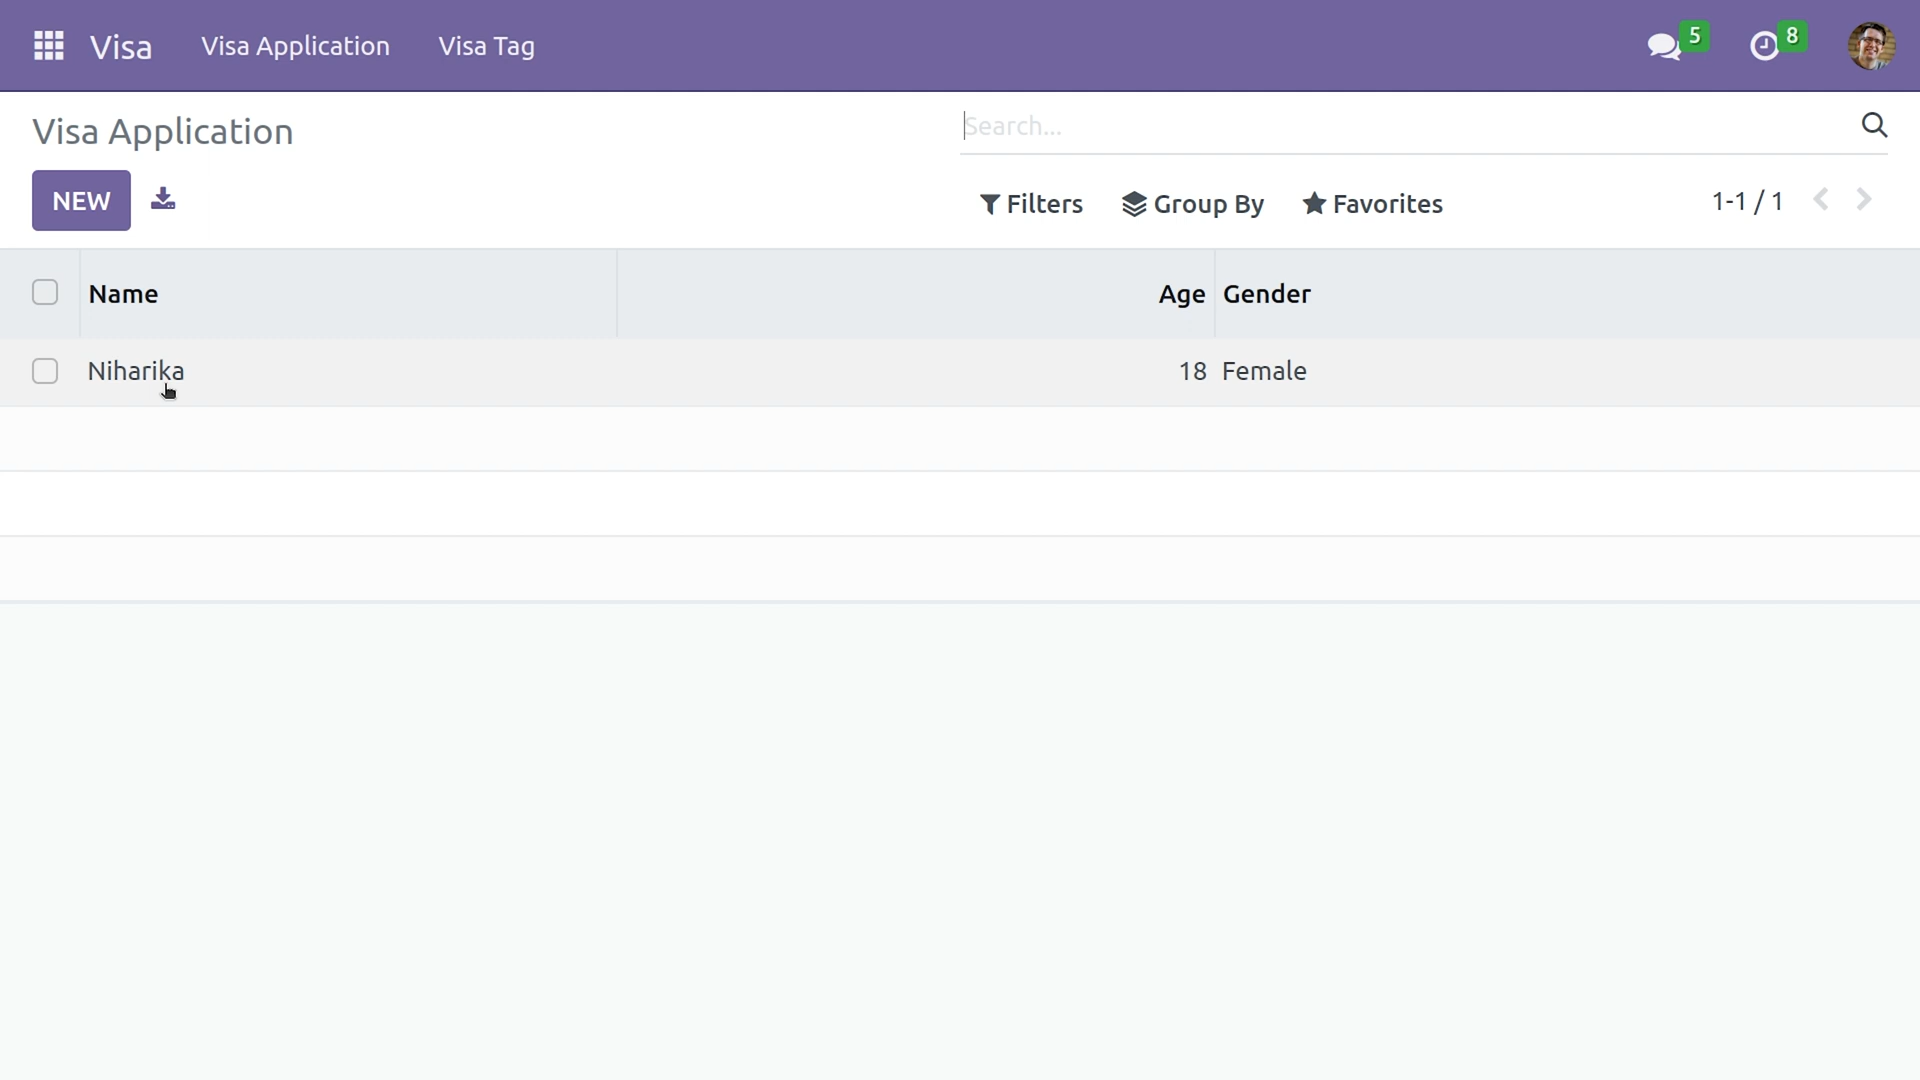 Visa Visa Application Visa Tag 5 8
Visa Application
Search...
NEW
Filters Group By Favorites 1-1 / 1
Name Age Gender
Niharika 18 Female